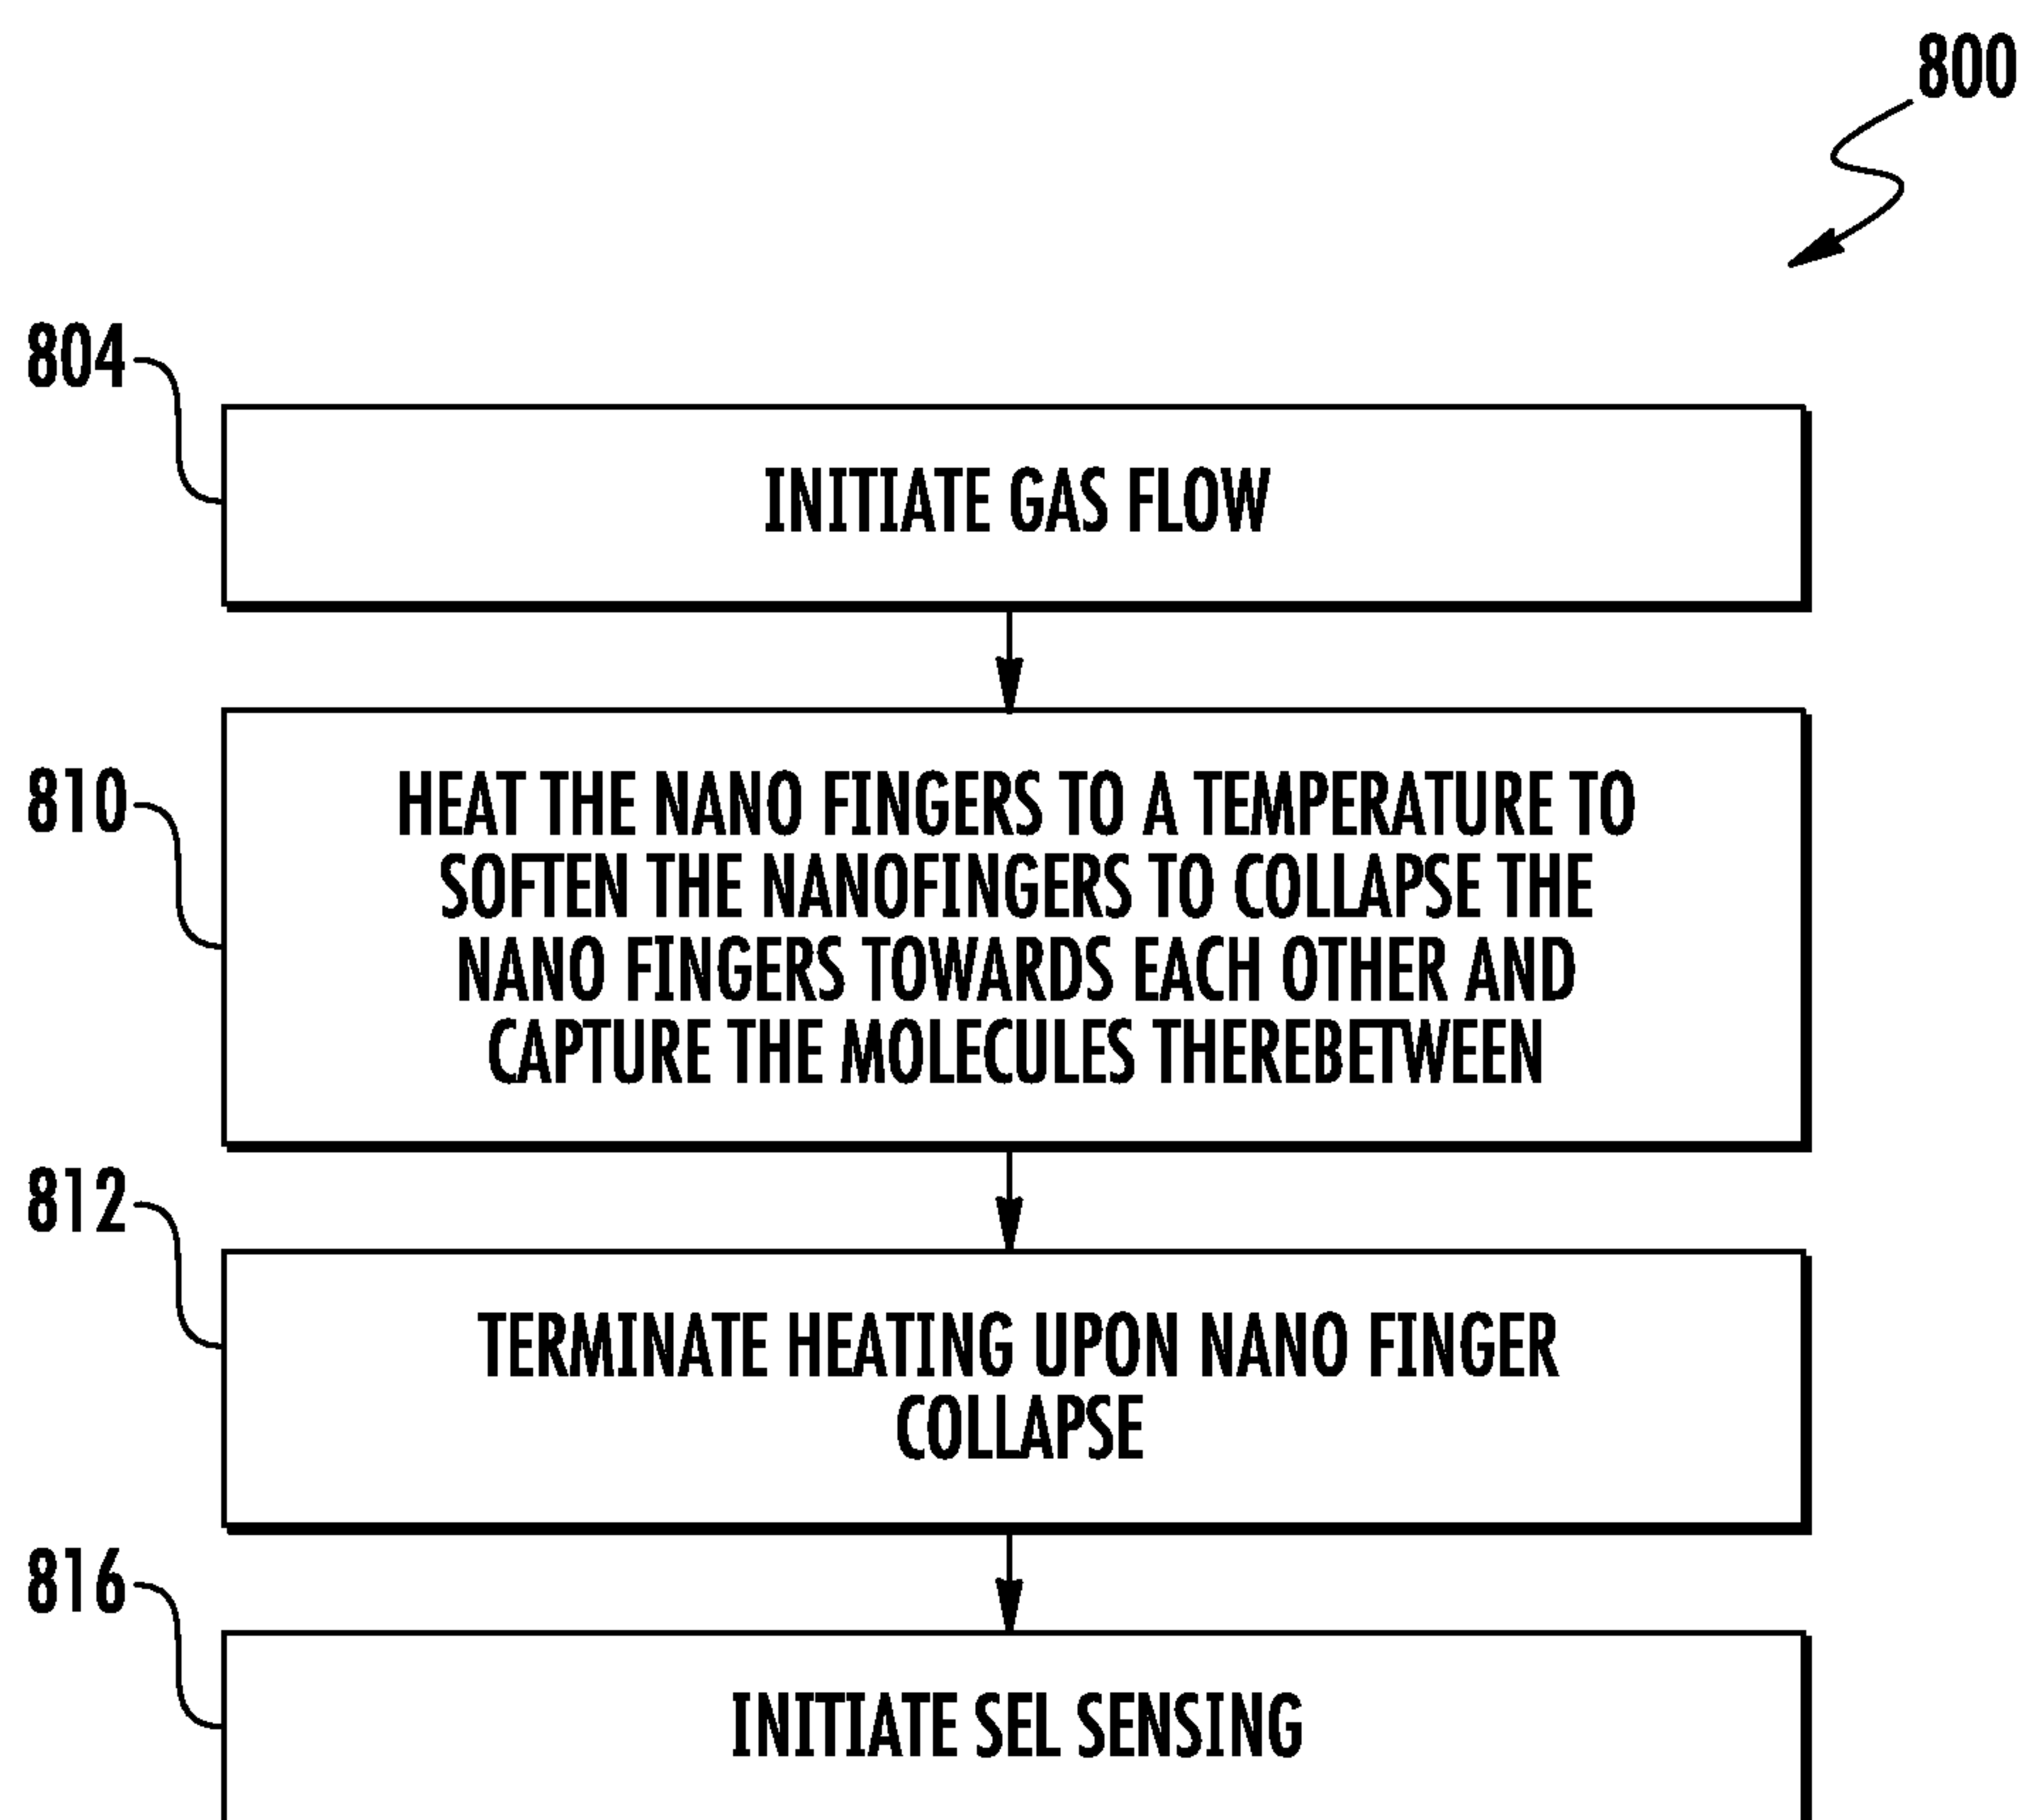 800
804
INITIATE GAS FLOW
810
HEAT THE NANO FINGERS TO A TEMPERATURE TO
SOFTEN THE NANOFINGERS TO COLLAPSE THE
NANO FINGERS TOWARDS EACH OTHER AND
CAPTURE THE MOLECULES THEREBETWEEN
812
TERMINATE HEATING UPON NANO FINGER
COLLAPSE
816
INITIATE SEL SENSING